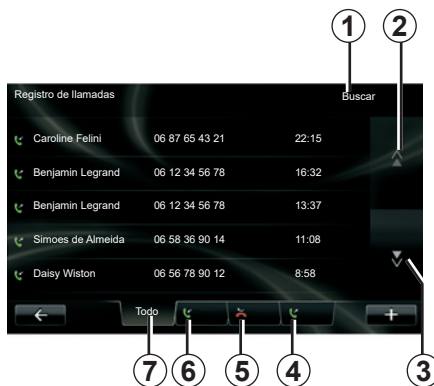 1 2
Registro de llamadas Buscar
Caroline Felini 06 87 65 43 21 22:15
Benjamin Legrand 06 12 34 56 78 16:32
Benjamin Legrand 06 12 34 56 78 13:37
Simoes de Almeida 06 58 36 90 14 11:08
Daisy Wiston 06 56 78 90 12 8:58
Todo
7 6 5 4 3